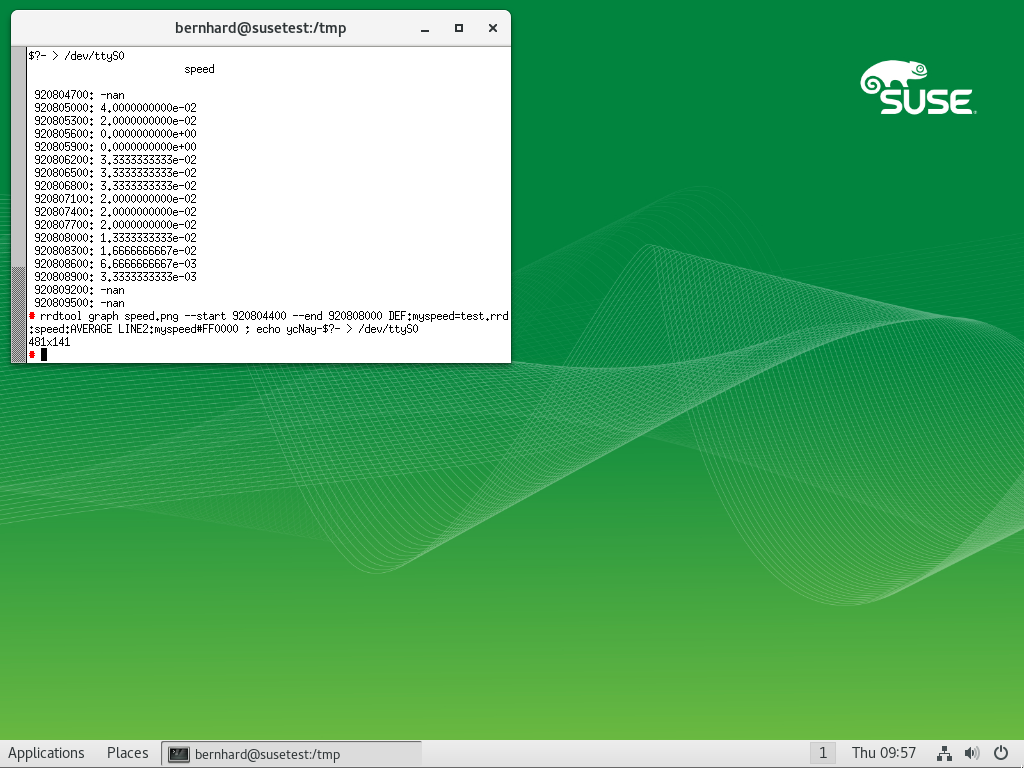 bernhard@susetest:/tmp
$?- > /dev/ttyS0
speed
920804700: -nan
920805000: 4.0000000000e-02
920805300: 2.0000000000e-02
920805600: 0.0000000000e+00
920805900: 0.0000000000e+00
920806200: 3.3333333333e-02
920806500: 3.3333333333e-02
920806800: 3.3333333333e-02
920807100: 2.0000000000e-02
920807400: 2.0000000000e-02
920807700: 2.0000000000e-02
920808000: 1.3333333333e-02
920808300: 1.6666666667e-02
920808600: 6.6666666667e-03
920808900: 3.3333333333e-03
920809200: -nan
920809500: -nan
rrdtool graph speed.png --start 920804400 --end 920808000 DEF:myspeed=test.rrd
:speed:AVERAGE LINE2:myspeed#FF0000 ; echo ycNay-$?- > /dev/ttyS0
481x141
SUSE
Applications Places bernhard@susetest:/tmp 1 Thu 09:57